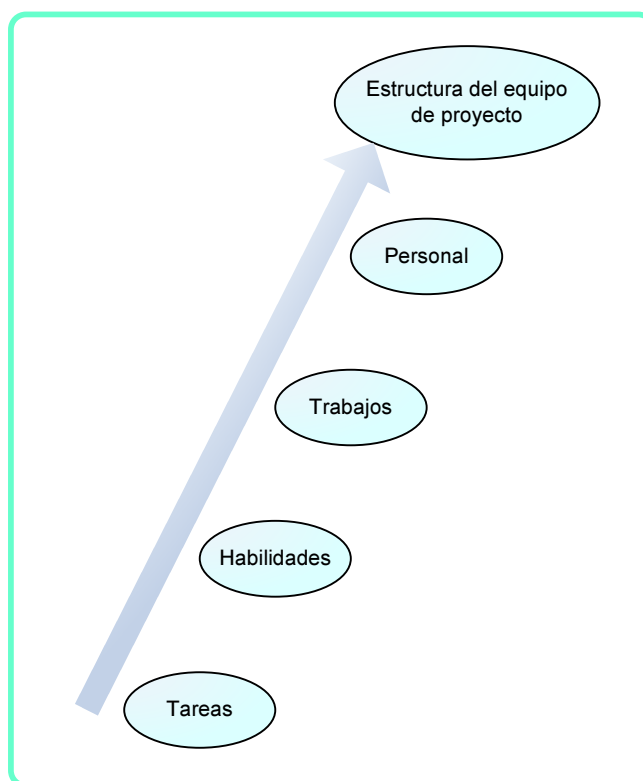 Estructura del equipo
de proyecto
Personal
Trabajos
Habilidades
Tareas